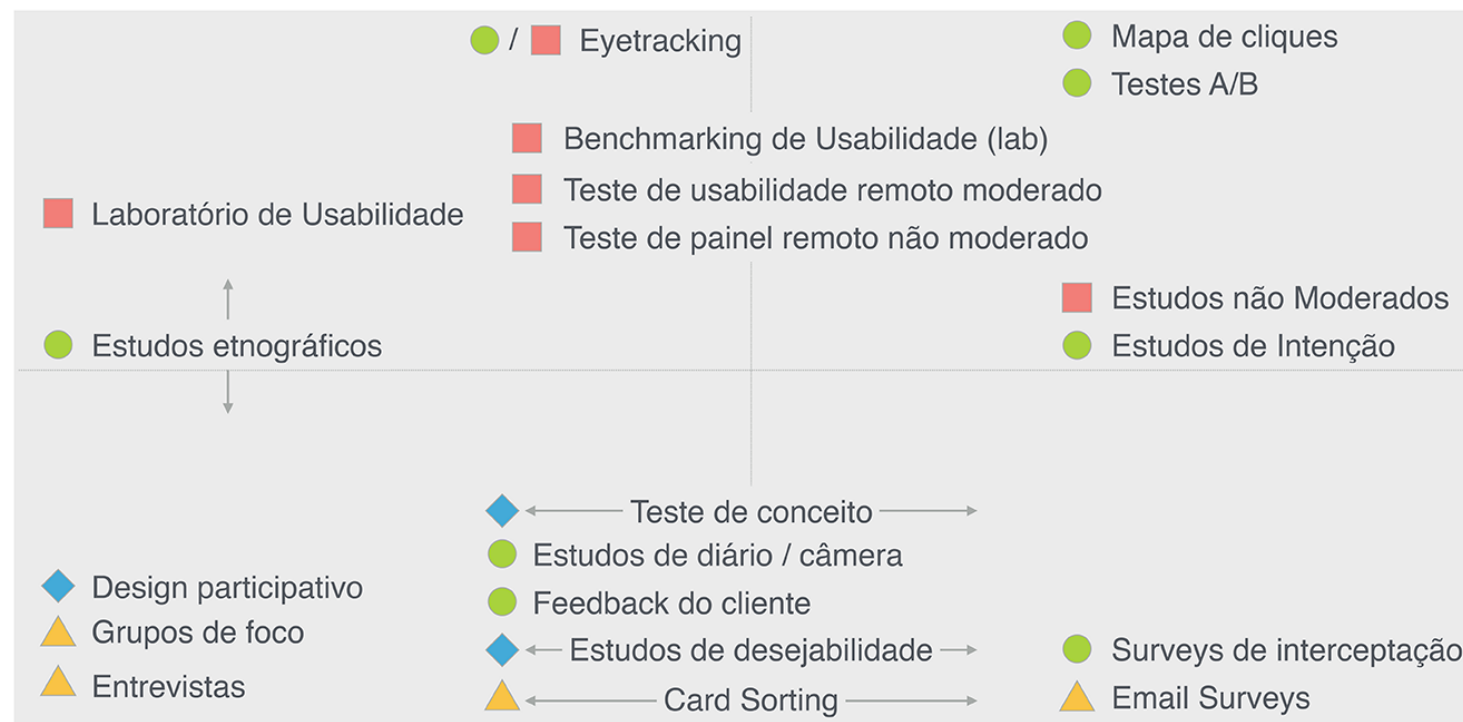 / Eyetracking
Mapa de cliques
Testes A/B
Benchmarking de Usabilidade (lab)
Teste de usabilidade remoto moderado
Laboratório de Usabilidade
Teste de painel remoto não moderado
Estudos não Moderados
Estudos etnográficos
Estudos de Intenção
Teste de conceito
Estudos de diário / câmera
Design participativo
Feedback do cliente
Grupos de foco
Estudos de desejabilidade
Surveys de interceptação
Entrevistas
Card Sorting
Email Surveys